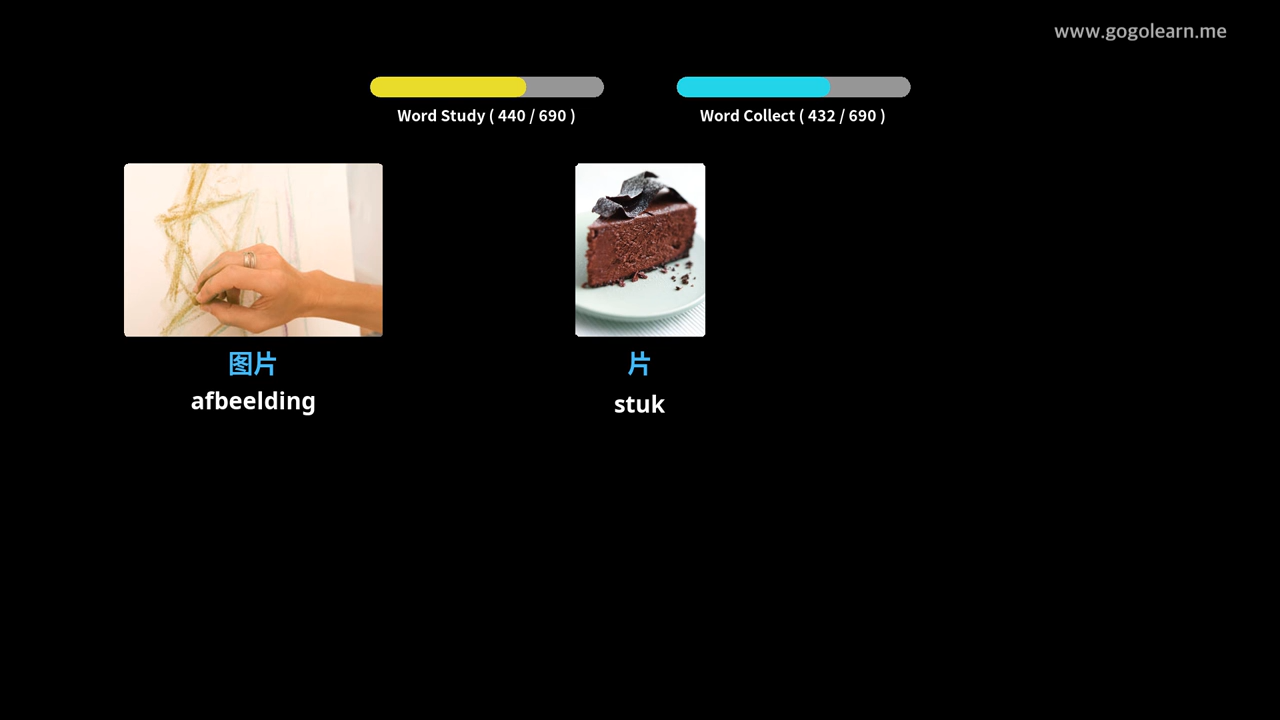 www.gogolearn.me
Word Study ( 440 / 690 )
Word Collect ( 432 / 690 )
图片
afbeelding
片
stuk